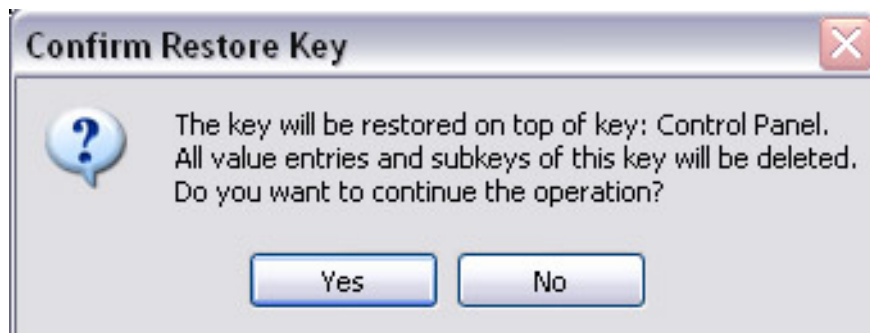 Confirm Restore Key
The key will be restored on top of key: Control Panel.
All value entries and subkeys of this key will be deleted.
Do you want to continue the operation?
Yes
No